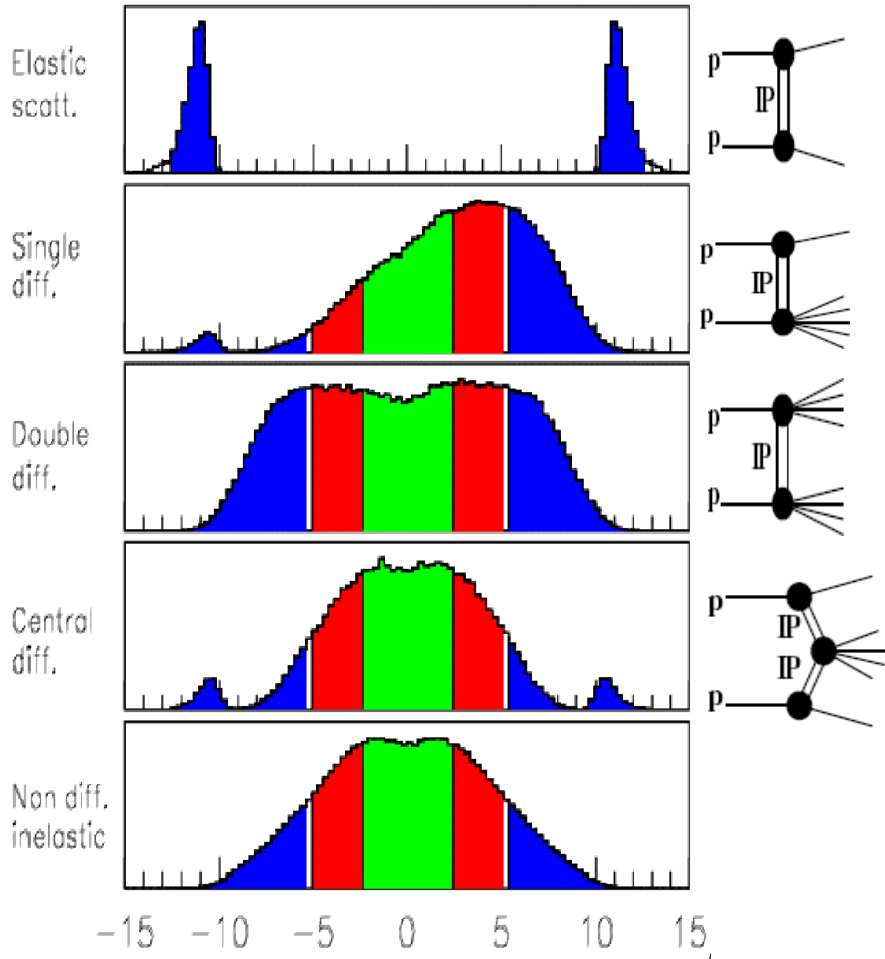 Elastic
scatt.
p
IP
p
Single
diff.
p
IP
p
Double
diff.
p
IP
p
Central
diff.
p
IP
IP
p
Non diff.
inelastic
-15 -10 -5 0 5 10 15